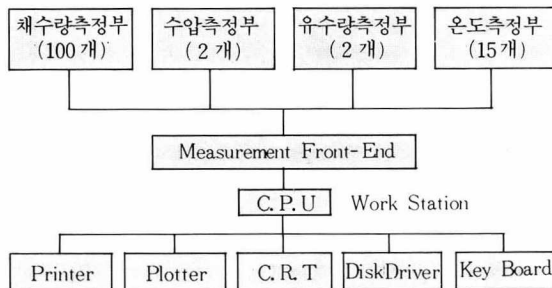 채수량측정부
(100개)
수압측정부
(2개)
유수량측정부
(2개)
온도측정부
(15개)
Measurement Front-End
C.P.U
Work Station
Printer
Plotter
C.R.T
DiskDriver
Key Board